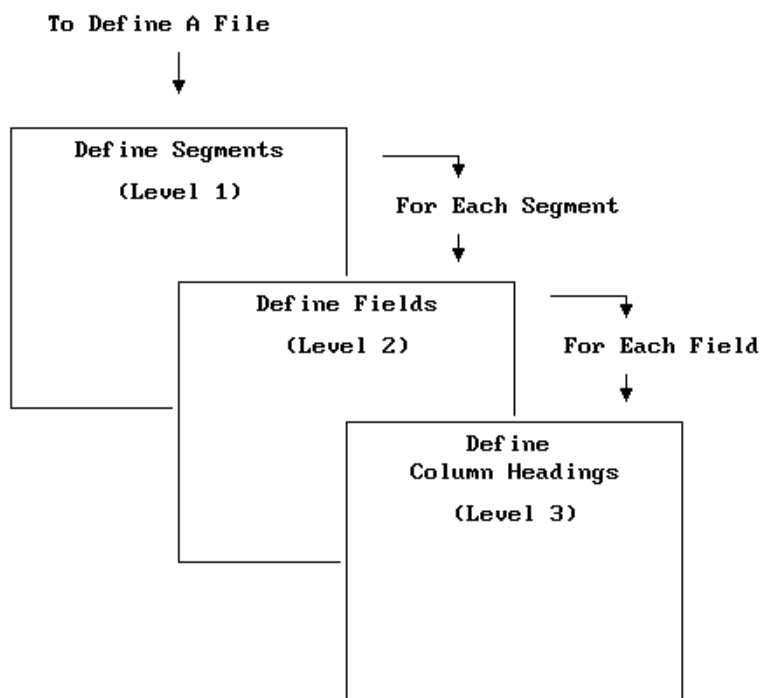 To Define A File
Define Segments
(Level 1)
For Each Segment
Define Fields
(Level 2)
For Each Field
Define
Column Headings
(Level 3)